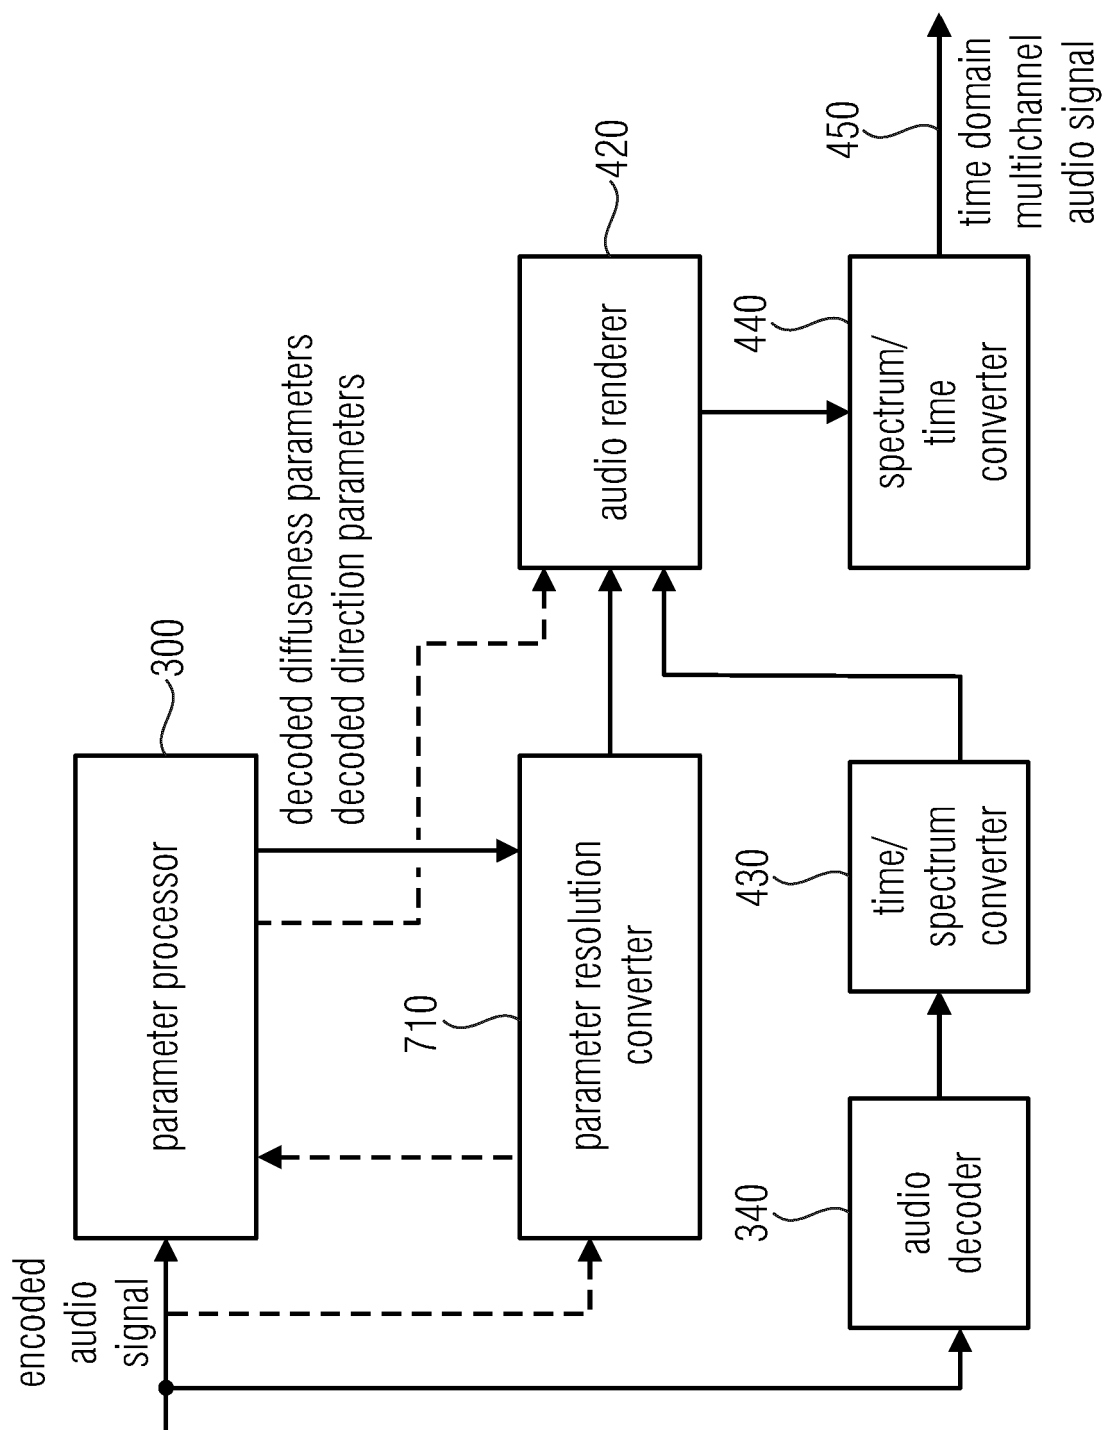 encoded
audio
signal
parameter processor
300
decoded diffuseness parameters
decoded direction parameters
710
parameter resolution
converter
audio renderer
420
340
audio
decoder
430
time/
spectrum
converter
440
spectrum/
time
converter
450
time domain
multichannel
audio signal